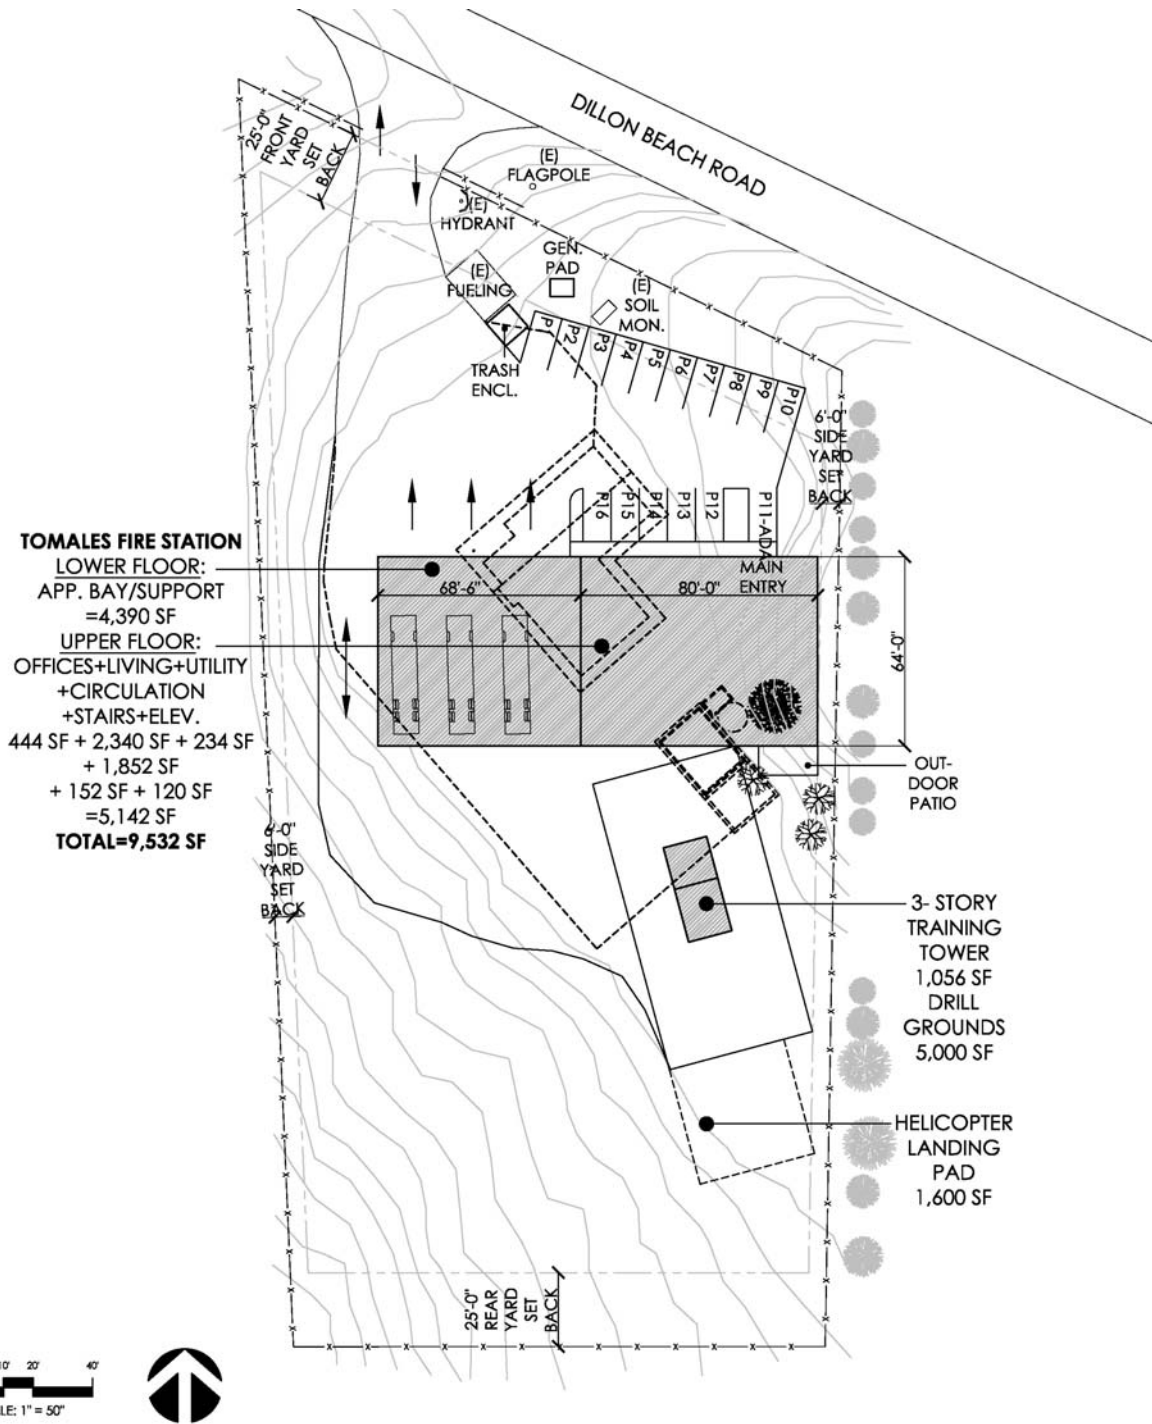 DILLON BEACH ROAD
25'-0"
FRONT
YARD
SET
BACK
(E)
FLAGPOLE
(E)
HYDRANT
GEN.
PAD
(E)
FUELING
(E)
SOIL
MON.
TRASH
ENCL.
P1
P2
P3
P4
P5
P6
P7
P8
P9
P10
6'-0"
SIDE
YARD
SET
BACK
P16
P15
P14
P13
P12
P11-ADA
MAIN
ENTRY
TOMALES FIRE STATION
LOWER FLOOR:
APP. BAY/SUPPORT
=4,390 SF
UPPER FLOOR:
OFFICES+LIVING+UTILITY
+CIRCULATION
+STAIRS+ELEV.
444 SF + 2,340 SF + 234 SF
+ 1,852 SF
+ 152 SF + 120 SF
=5,142 SF
TOTAL=9,532 SF
68'-6"
80'-0"
64'-0"
OUT-
DOOR
PATIO
6'-0"
SIDE
YARD
SET
BACK
3- STORY
TRAINING
TOWER
1,056 SF
DRILL
GROUNDS
5,000 SF
HELICOPTER
LANDING
PAD
1,600 SF
25'-0"
REAR
YARD
SET
BACK
10' 20' 40'
LE: 1" = 50"